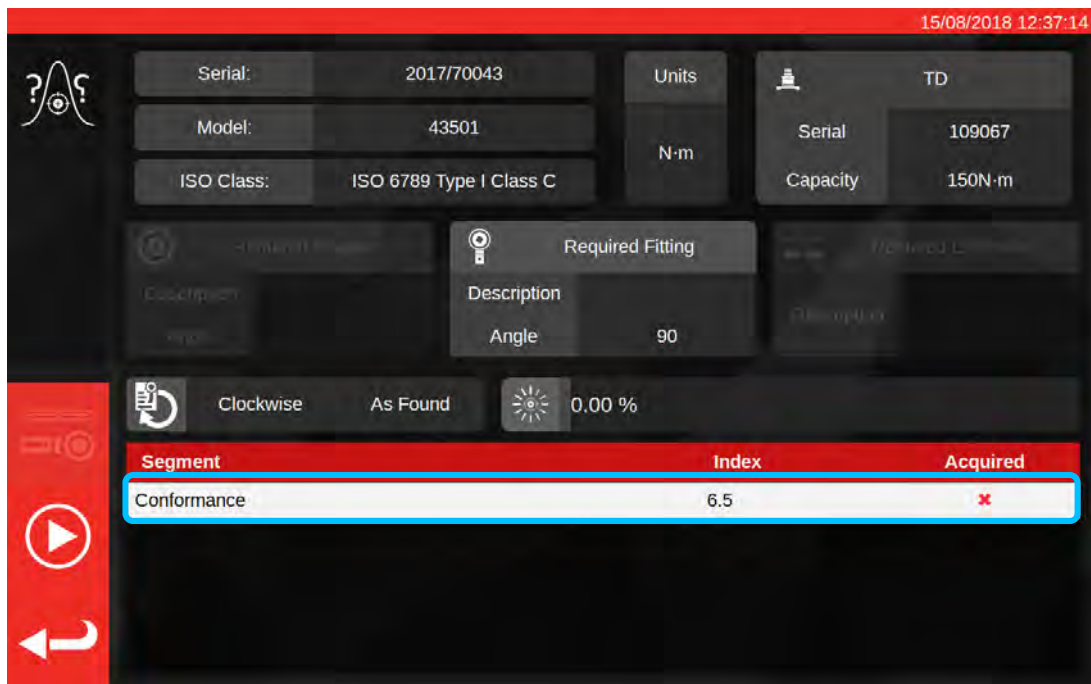 15/08/2018 12:37:14
Serial: 2017/70043
Units
TD
Model: 43501
N·m
Serial 109067
ISO Class: ISO 6789 Type I Class C
Capacity 150N·m
Required Fitting
Description
Description
Angle 90
Angle
Clockwise As Found 0.00 %
Segment Index Acquired
Conformance 6.5 ✖